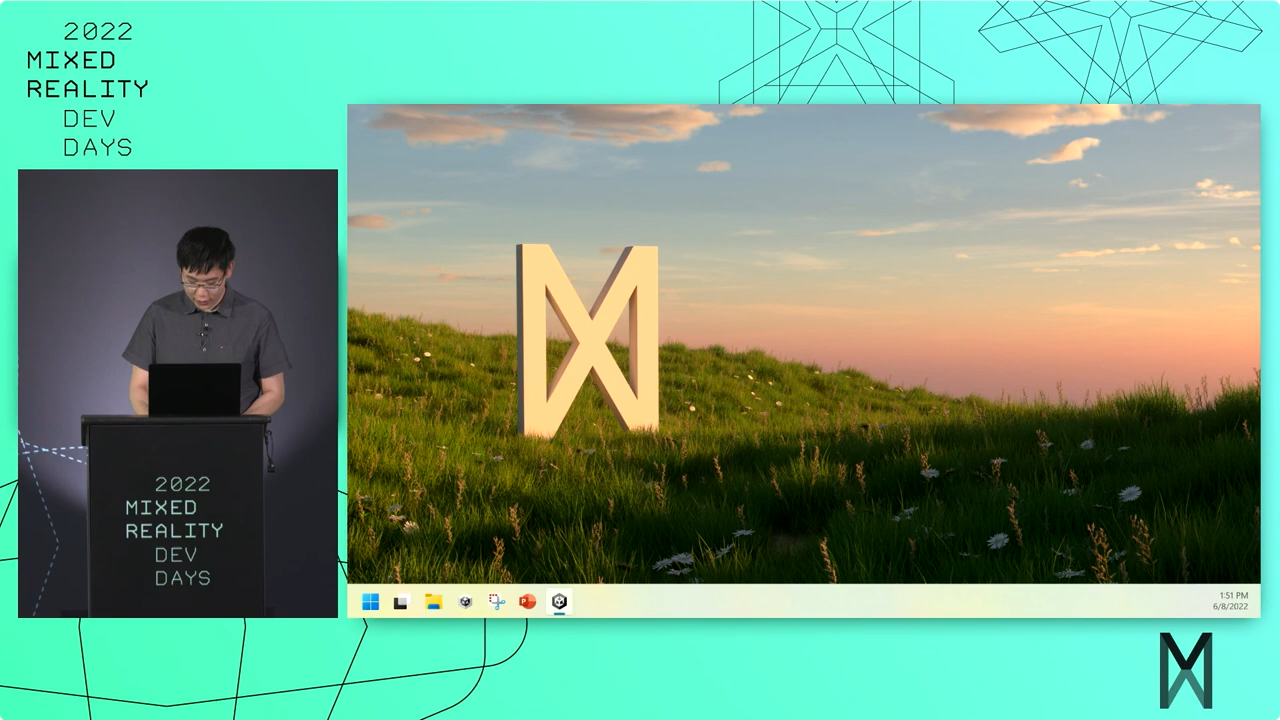 2022
MIXED
REALITY
DEV
DAYS
2022
MIXED
REALITY
DEV
DAYS
P
1:51 PM
6/8/2022